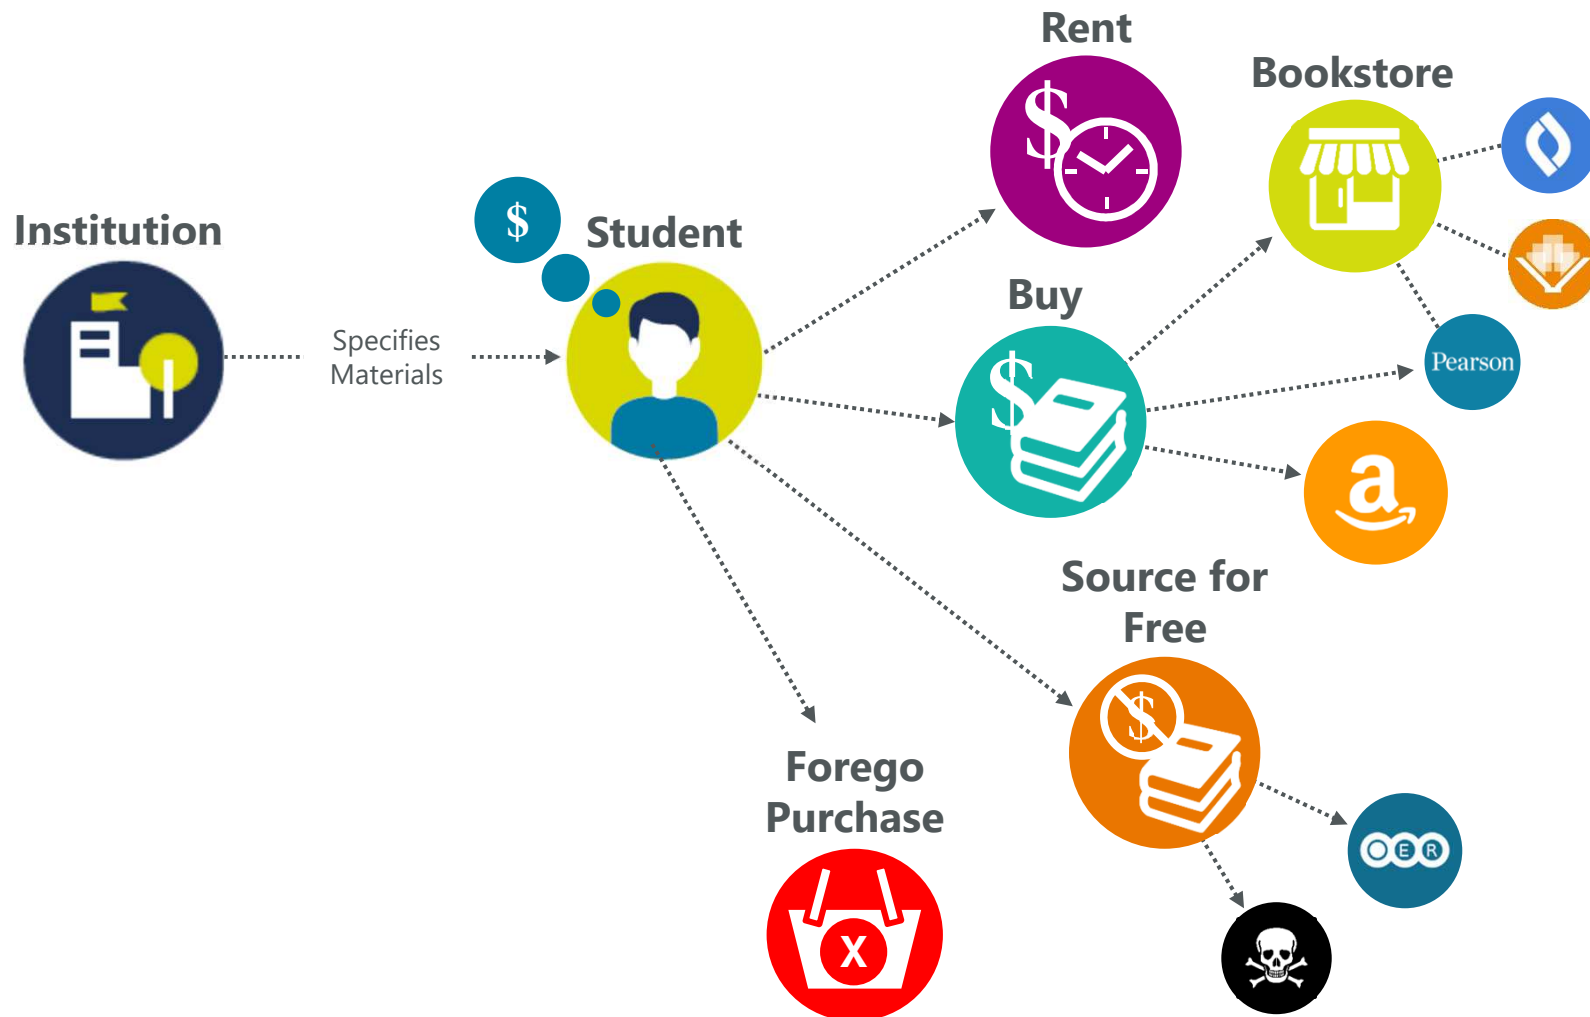 Rent
Bookstore
$
$
Institution
Student
Buy
Specifies
Materials
$
Pearson
a
Source for
Free
$
Forego
Purchase
OER
X